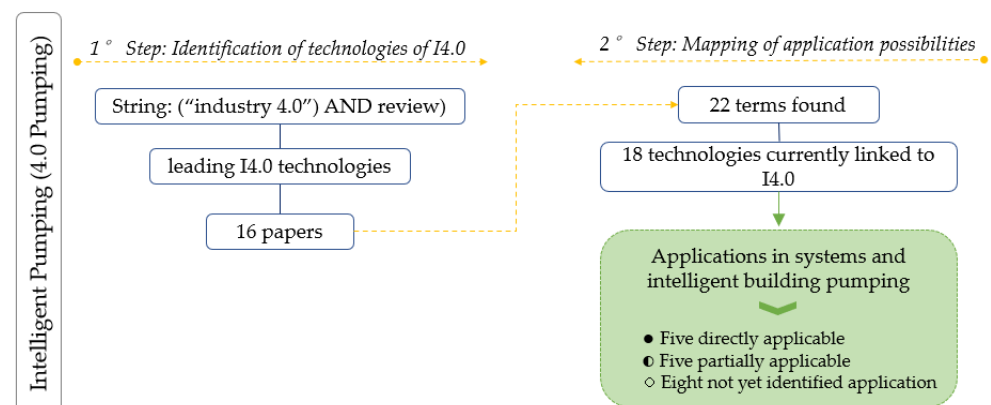 Intelligent Pumping (4.0 Pumping)
1 ° Step: Identification of technologies of I4.0
String: (“industry 4.0”) AND review)
leading I4.0 technologies
16 papers
2 ° Step: Mapping of application possibilities
22 terms found
18 technologies currently linked to
I4.0
Applications in systems and
intelligent building pumping
● Five directly applicable
◐ Five partially applicable
◇ Eight not yet identified application